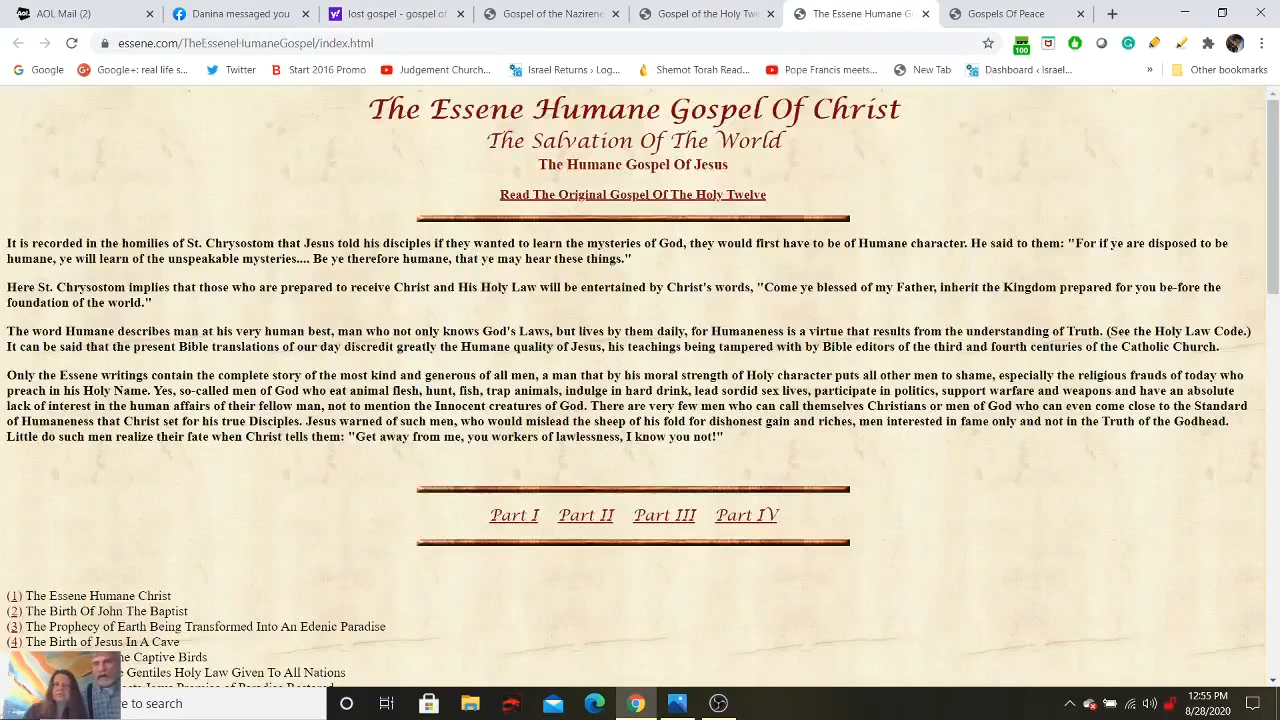 AOL Mail (2)
Danina messaged you
lost gospel - gospel of
Gospel of the Nazirene
Gospel of the Holy Twe
The Essene Humane Go
Gospels Of Peace
essene.com/TheEsseneHumaneGospel/index.html
100
Google
Google+: real life s...
Twitter
Start 2016 Promo
Judgement Church...
Israel Returns › Log...
Shemot Torah Read...
Pope Francis meets...
New Tab
Dashboard ‹ Israel...
»
Other bookmarks
The Essene Humane Gospel Of Christ
The Salvation Of The World
The Humane Gospel Of Jesus
Read The Original Gospel Of The Holy Twelve
It is recorded in the homilies of St. Chrysostom that Jesus told his disciples if they wanted to learn the mysteries of God, they would first have to be of Humane character. He said to them: "For if ye are disposed to be
humane, ye will learn of the unspeakable mysteries.... Be ye therefore humane, that ye may hear these things."
Here St. Chrysostom implies that those who are prepared to receive Christ and His Holy Law will be entertained by Christ's words, "Come ye blessed of my Father, inherit the Kingdom prepared for you be-fore the
foundation of the world."
The word Humane describes man at his very human best, man who not only knows God's Laws, but lives by them daily, for Humaneness is a virtue that results from the understanding of Truth. (See the Holy Law Code.)
It can be said that the present Bible translations of our day discredit greatly the Humane quality of Jesus, his teachings being tampered with by Bible editors of the third and fourth centuries of the Catholic Church.
Only the Essene writings contain the complete story of the most kind and generous of all men, a man that by his moral strength of Holy character puts all other men to shame, especially the religious frauds of today who
preach in his Holy Name. Yes, so-called men of God who eat animal flesh, hunt, fish, trap animals, indulge in hard drink, lead sordid sex lives, participate in politics, support warfare and weapons and have an absolute
lack of interest in the human affairs of their fellow man, not to mention the Innocent creatures of God. There are very few men who can call themselves Christians or men of God who can even come close to the Standard
of Humaneness that Christ set for his true Disciples. Jesus warned of such men, who would mislead the sheep of his fold for dishonest gain and riches, men interested in fame only and not in the Truth of the Godhead.
Little do such men realize their fate when Christ tells them: "Get away from me, you workers of lawlessness, I know you not!"
Part I Part II Part III Part IV
(1) The Essene Humane Christ
(2) The Birth Of John The Baptist
(3) The Prophecy of Earth Being Transformed Into An Edenic Paradise
(4) The Birth of Jesus In A Cave
he Captive Birds
Gentiles Holy Law Given To All Nations
Promise of Paradise Restored
e to search
12:55 PM
8/28/2020